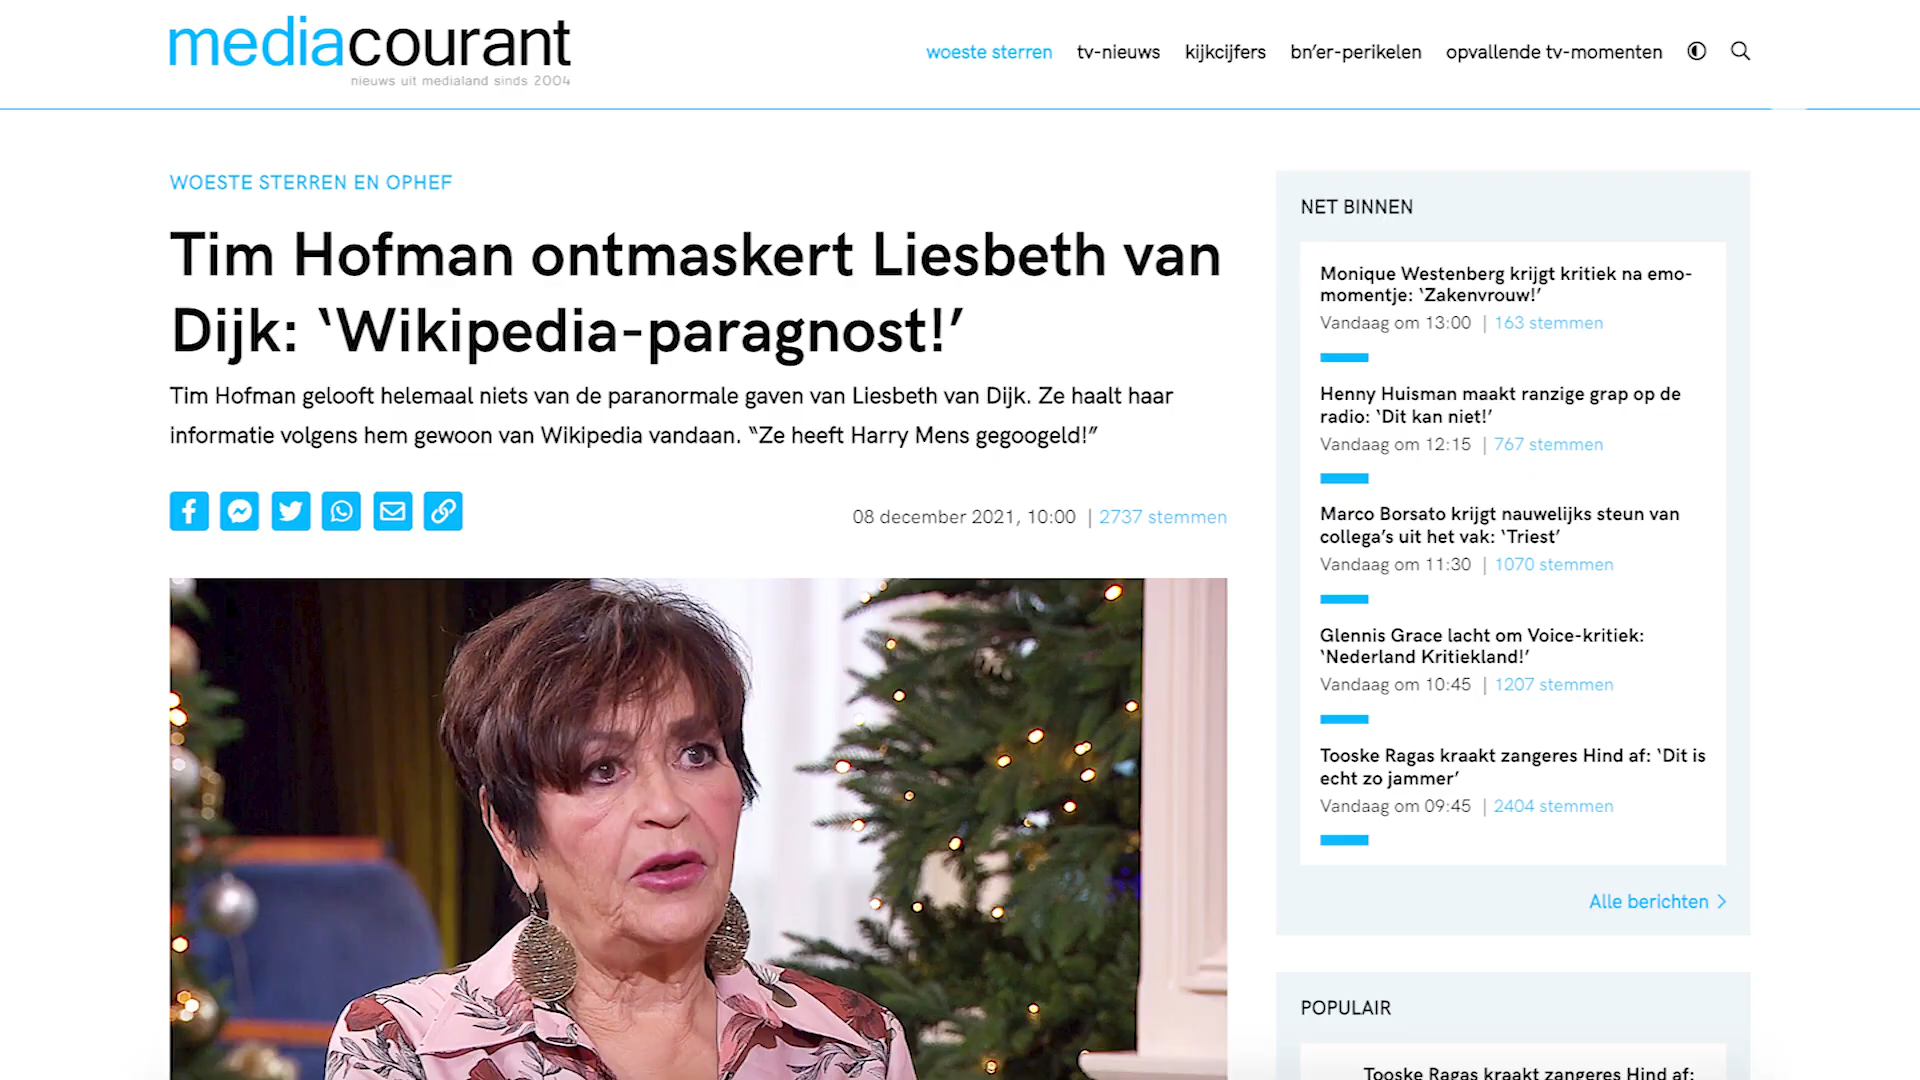 mediacourant
nieuws uit medialand sinds 2004
woeste sterren tv-nieuws kijkcijfers bn’er-perikelen opvallende tv-momenten
WOESTE STERREN EN OPHEF
Tim Hofman ontmaskert Liesbeth van
Dijk: ‘Wikipedia-paragnost!’
Tim Hofman gelooft helemaal niets van de paranormale gaven van Liesbeth van Dijk. Ze haalt haar
informatie volgens hem gewoon van Wikipedia vandaan. “Ze heeft Harry Mens gegoogeld!”
08 december 2021, 10:00 | 2737 stemmen
NET BINNEN
Monique Westenberg krijgt kritiek na emo-
momentje: ‘Zakenvrouw!’
Vandaag om 13:00 | 163 stemmen
Henny Huisman maakt ranzige grap op de
radio: ‘Dit kan niet!’
Vandaag om 12:15 | 767 stemmen
Marco Borsato krijgt nauwelijks steun van
collega’s uit het vak: ‘Triest’
Vandaag om 11:30 | 1070 stemmen
Glennis Grace lacht om Voice-kritiek:
‘Nederland Kritiekland!’
Vandaag om 10:45 | 1207 stemmen
Tooske Ragas kraakt zangeres Hind af: ‘Dit is
echt zo jammer’
Vandaag om 09:45 | 2404 stemmen
Alle berichten
POPULAIR
Tooske Ragas kraakt zangeres Hind af: